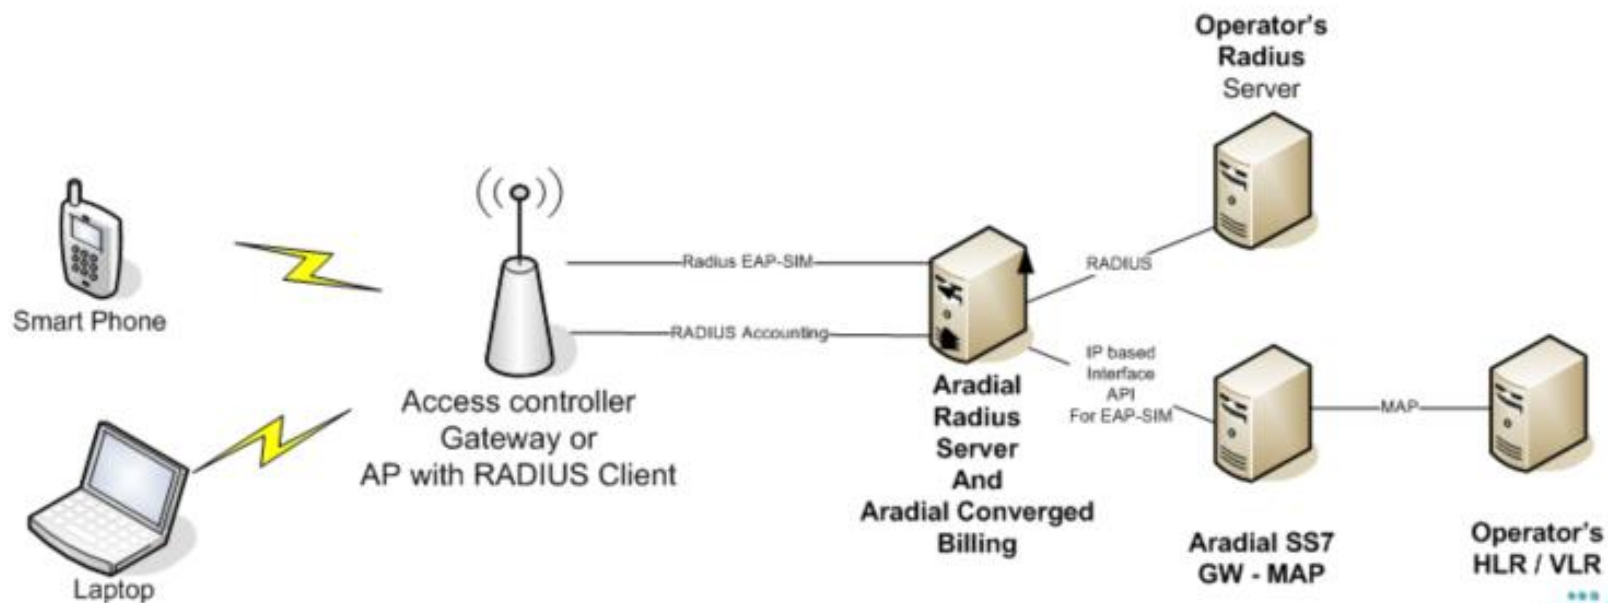 Operator's
Radius
Server
Smart Phone
Radius EAP-SIM
RADIUS
RADIUS Accounting
Access controller
Gateway or
AP with RADIUS Client
IP based
Interface
API
For EAP-SIM
MAP
Aradial
Radius
Server
And
Aradial Converged
Billing
Laptop
Aradial SS7
GW - MAP
Operator's
HLR / VLR